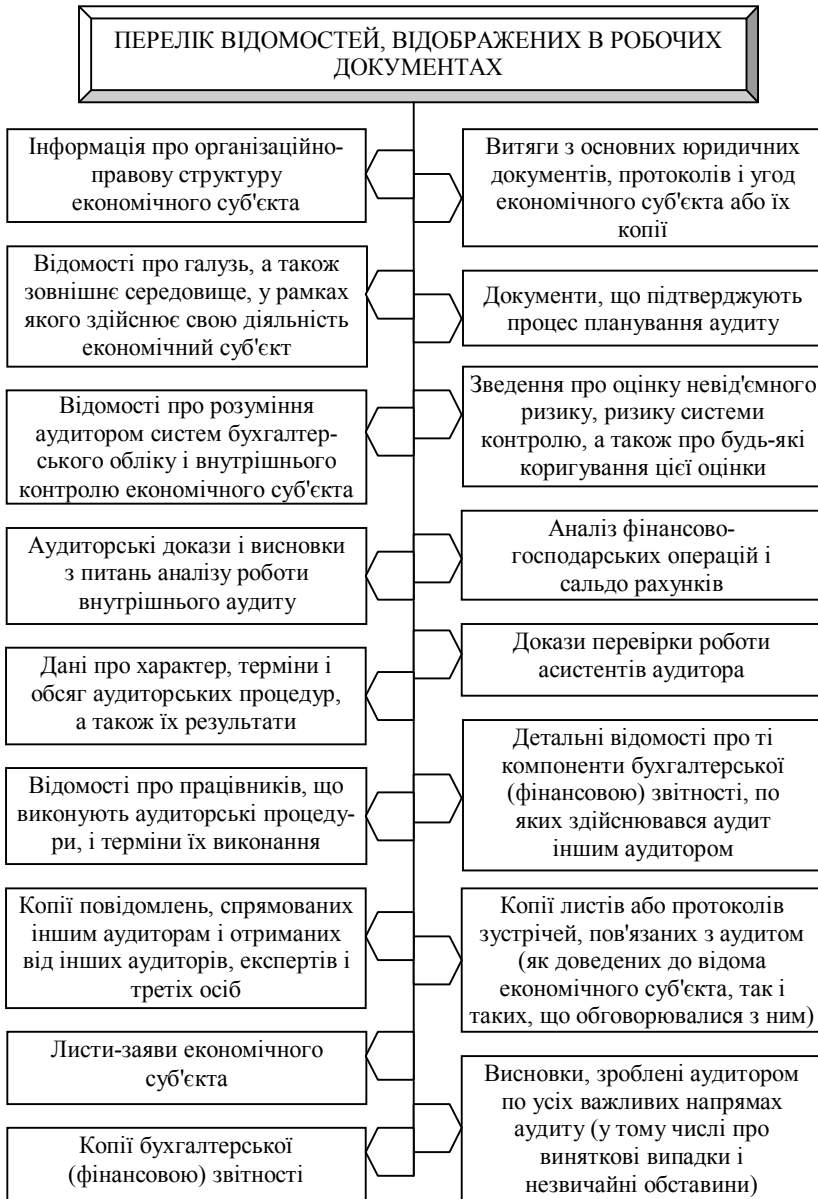 ПЕРЕЛІК ВІДОМОСТЕЙ, ВІДОБРАЖЕНИХ В РОБОЧИХ
ДОКУМЕНТАХ
Інформація про організаційно-
правову структуру
економічного суб'єкта
Відомості про галузь, а також
зовнішнє середовище, у рамках
якого здійснює свою діяльність
економічний суб'єкт
Відомості про розуміння
аудитором систем бухгалтер-
ського обліку і внутрішнього
контролю економічного суб'єкта
Аудиторські докази і висновки
з питань аналізу роботи
внутрішнього аудиту
Дані про характер, терміни і
обсяг аудиторських процедур,
а також їх результати
Відомості про працівників, що
виконують аудиторські процеду-
ри, і терміни їх виконання
Копії повідомлень, спрямованих
іншим аудиторам і отриманих
від інших аудиторів, експертів і
третіх осіб
Листи-заяви економічного
суб'єкта
Копії бухгалтерської
(фінансовою) звітності
Витяги з основних юридичних
документів, протоколів і угод
економічного суб'єкта або їх
копії
Документи, що підтверджують
процес планування аудиту
Зведення про оцінку невід'ємного
ризику, ризику системи
контролю, а також про будь-які
коригування цієї оцінки
Аналіз фінансово-
господарських операцій і
сальдо рахунків
Докази перевірки роботи
асистентів аудитора
Детальні відомості про ті
компоненти бухгалтерської
(фінансовою) звітності, по
яких здійснювався аудит
іншим аудитором
Копії листів або протоколів
зустрічей, пов'язаних з аудитом
(як доведених до відома
економічного суб'єкта, так і
таких, що обговорювалися з ним)
Висновки, зроблені аудитором
по усіх важливих напрямах
аудиту (у тому числі про
виняткові випадки і
незвичайні обставини)